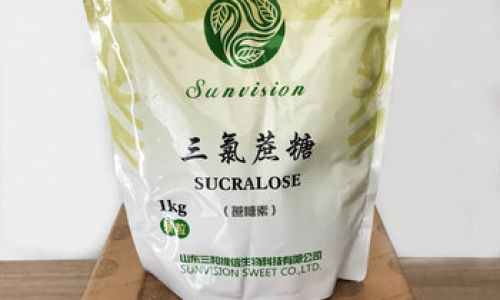 Sunvision
三氯蔗糖
SUCRALOSE
1kg
（蔗糖素）
山东三和维信生物科技有限公司
SUNVISION SWEET CO.,LTD.